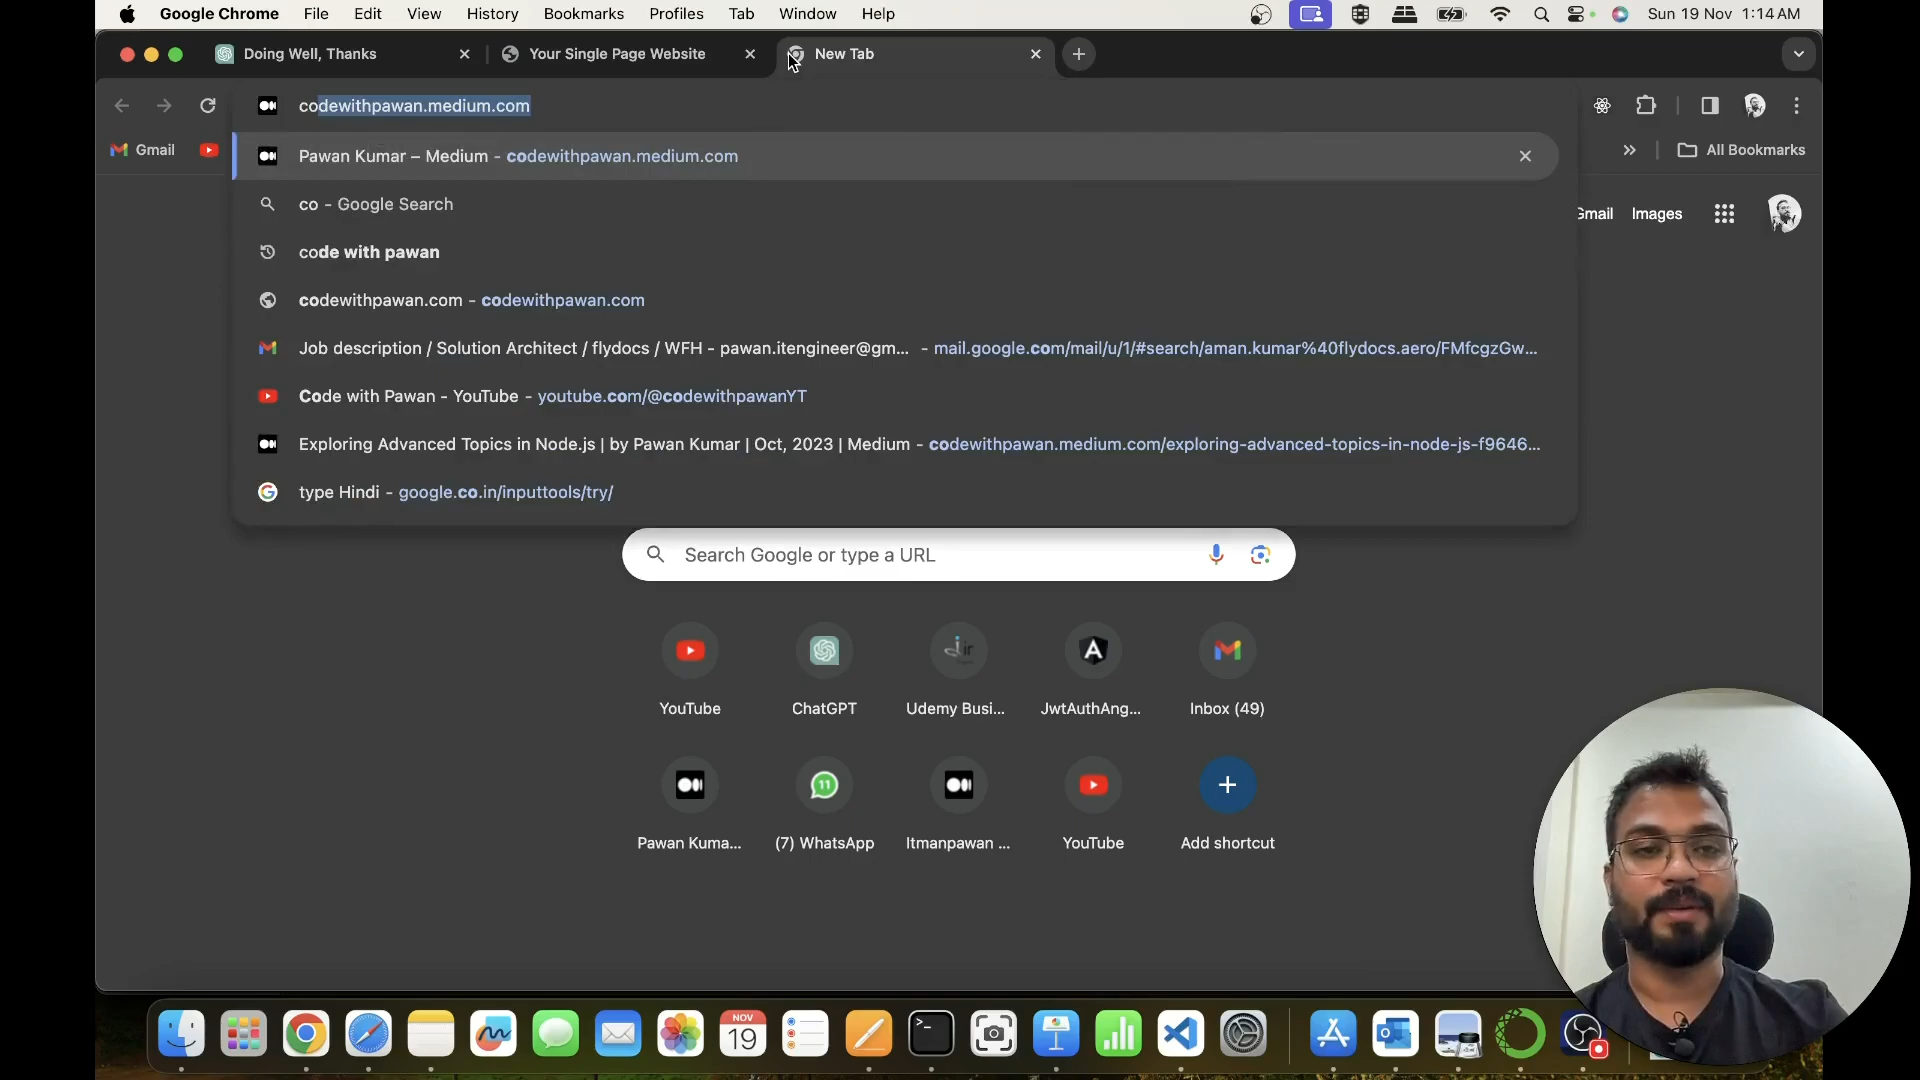 Google Chrome File Edit View History Bookmarks Profiles Tab Window Help Sun 19 Nov 1:14 AM
Doing Well, Thanks Your Single Page Website New Tab
codewithpawan.medium.com
Gmail All Bookmarks
Pawan Kumar – Medium - codewithpawan.medium.com
co - Google Search
Gmail Images
code with pawan
codewithpawan.com - codewithpawan.com
Job description / Solution Architect / flydocs / WFH - pawan.itengineer@gm... - mail.google.com/mail/u/1/#search/aman.kumar%40flydocs.aero/FMfcgzGw...
Code with Pawan - YouTube - youtube.com/@codewithpawanYT
Exploring Advanced Topics in Node.js | by Pawan Kumar | Oct, 2023 | Medium - codewithpawan.medium.com/exploring-advanced-topics-in-node-js-f9646...
type Hindi - google.co.in/inputtools/try/
Search Google or type a URL
YouTube ChatGPT Udemy Busi... JwtAuthAng... Inbox (49)
11
Pawan Kuma... (7) WhatsApp Itmanpawan ... YouTube Add shortcut
NOV
19